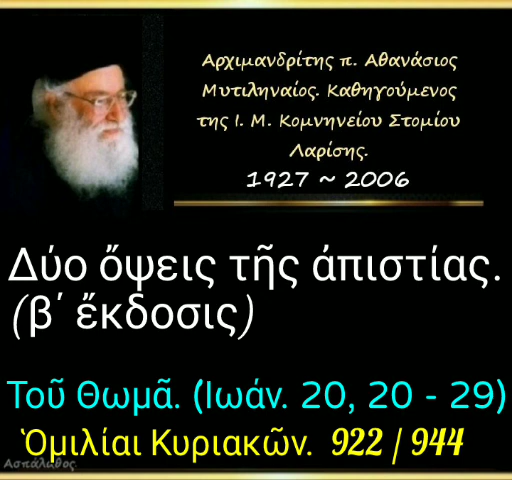 Αρχιμανδρίτης π. Αθανάσιος
Μυτιληναίος. Καθηγούμενος
της Ι. Μ. Κομνηνείου Στομίου
Λαρίσης.
1927 ~ 2006
Δύο ὄψεις τῆς ἀπιστίας.
(β΄ ἔκδοσις)
Τοῦ Θωμᾶ. (Ιωάν. 20, 20 - 29)
Ὁμιλίαι Κυριακῶν. 922 / 944
Ασπάλαθος